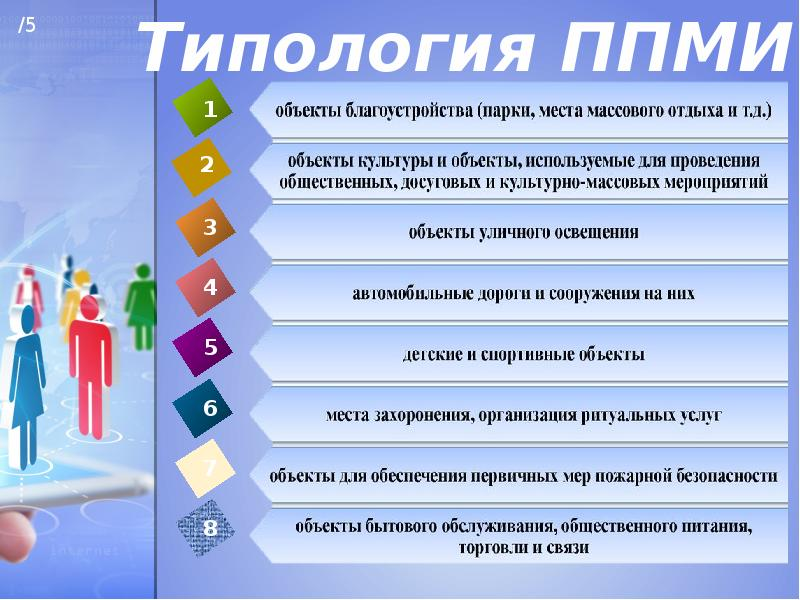 /5
Типология ППМИ
1
объекты благоустройства (парки, места массового отдыха и т.д.)
2
объекты культуры и объекты, используемые для проведения
общественных, досуговых и культурно-массовых мероприятий
3
объекты уличного освещения
4
автомобильные дороги и сооружения на них
5
детские и спортивные объекты
6
места захоронения, организация ритуальных услуг
7
объекты для обеспечения первичных мер пожарной безопасности
8
объекты бытового обслуживания, общественного питания,
торговли и связи
internet